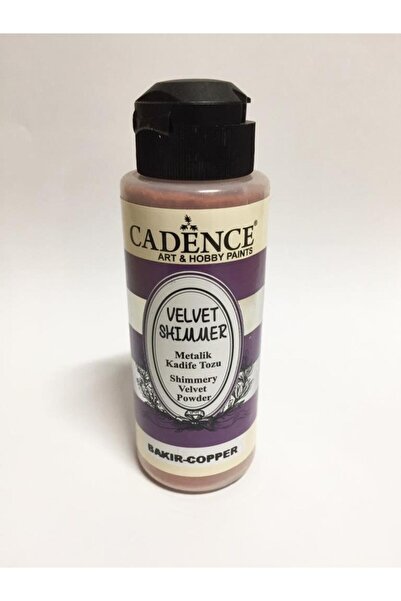 CADENCE®
ART & HOBBY PAINTS
VELVET
SHIMMER
Metalik
Kadife Tozu
Shimmery
Velvet
Powder
BAKIR-COPPER